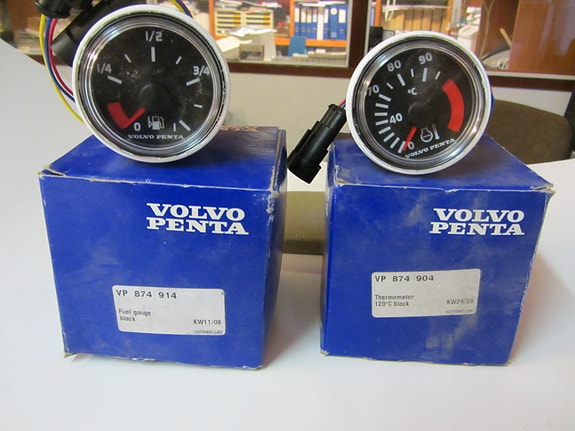 1/2
1/4
3/4
0
1
VOLVO PENTA
VOLVO
PENTA
VP 874 914
Fuel gauge
black
KW11/08
90
80
70
°C
40
0
VOLVO PENTA
VOLVO
PENTA
VP 874 904
Thermometer
120°C black
KW24/24